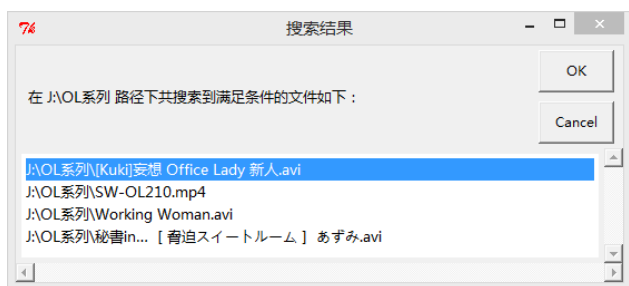 搜索结果
OK
在 J:\OL系列 路径下共搜索到满足条件的文件如下：
Cancel
J:\OL系列\[Kuki]妄想 Office Lady 新人.avi
J:\OL系列\SW-OL210.mp4
J:\OL系列\Working Woman.avi
J:\OL系列\秘書in... [ 脅迫スイートルーム ] あずみ.avi